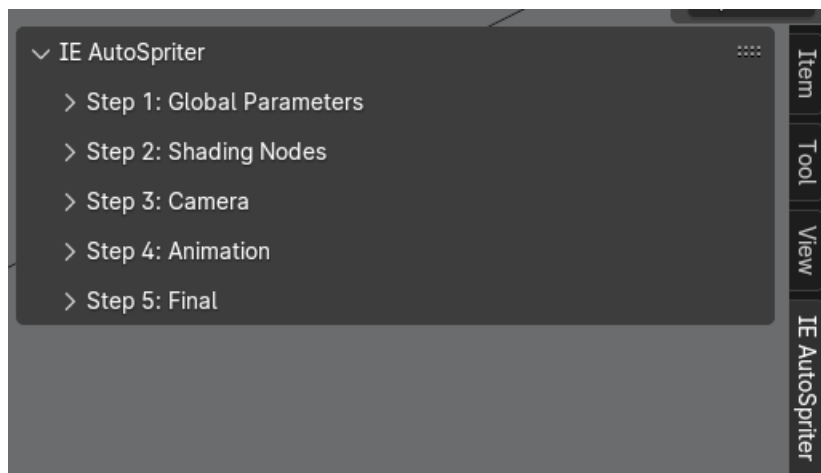 IE AutoSpriter
Step 1: Global Parameters
Step 2: Shading Nodes
Step 3: Camera
Step 4: Animation
Step 5: Final
Item
Tool
View
IE AutoSpriter